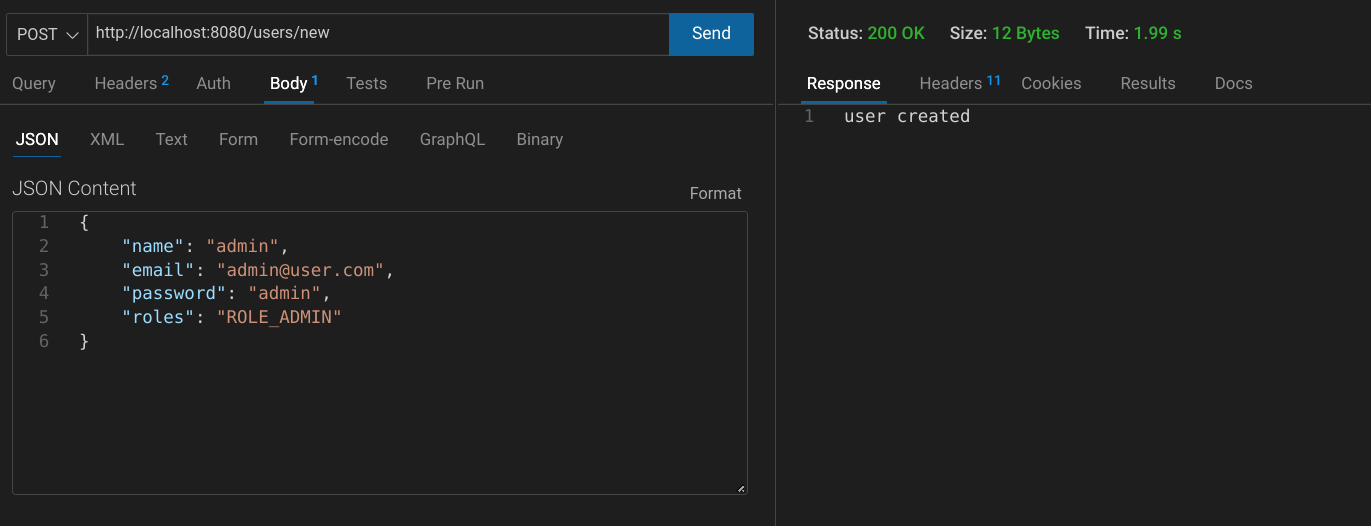 POST http://localhost:8080/users/new Send
Query Headers 2 Auth Body 1 Tests Pre Run
JSON XML Text Form Form-encode GraphQL Binary
JSON Content
Format
1 {
2 "name": "admin",
3 "email": "admin@user.com",
4 "password": "admin",
5 "roles": "ROLE_ADMIN"
6 }
Status: 200 OK Size: 12 Bytes Time: 1.99 s
Response Headers 11 Cookies Results Docs
1 user created